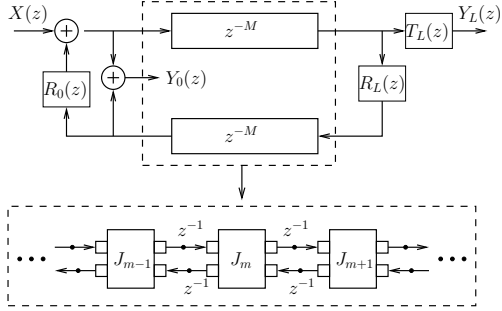 X(z)
+
z^{-M}
T_L(z)
Y_L(z)
R_0(z)
+
Y_0(z)
R_L(z)
z^{-M}
z^{-1}
z^{-1}
J_{m-1}
J_m
J_{m+1}
z^{-1}
z^{-1}